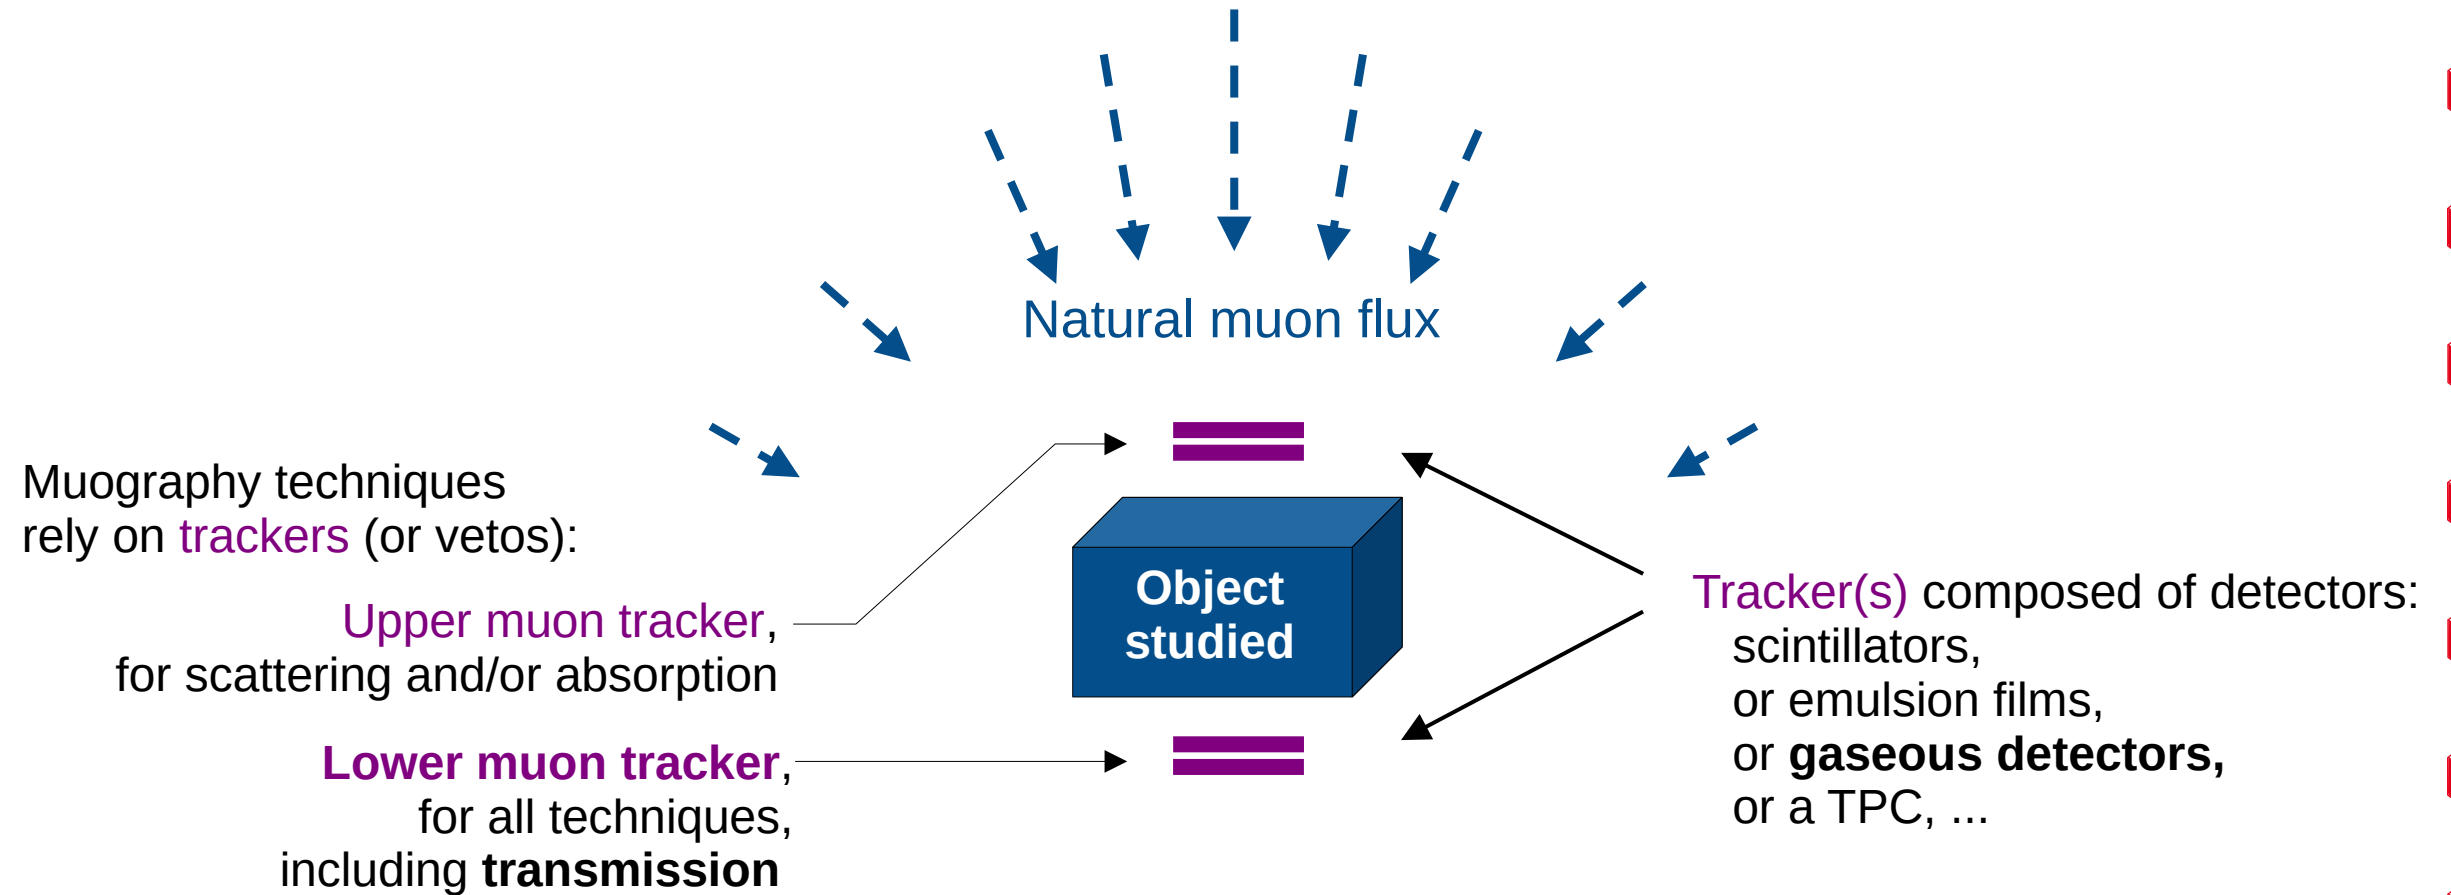 Natural muon flux
Muography techniques
rely on trackers (or vetos):
Upper muon tracker,
for scattering and/or absorption
Lower muon tracker,
for all techniques,
including transmission
Object
studied
Tracker(s) composed of detectors:
scintillators,
or emulsion films,
or gaseous detectors,
or a TPC, ...